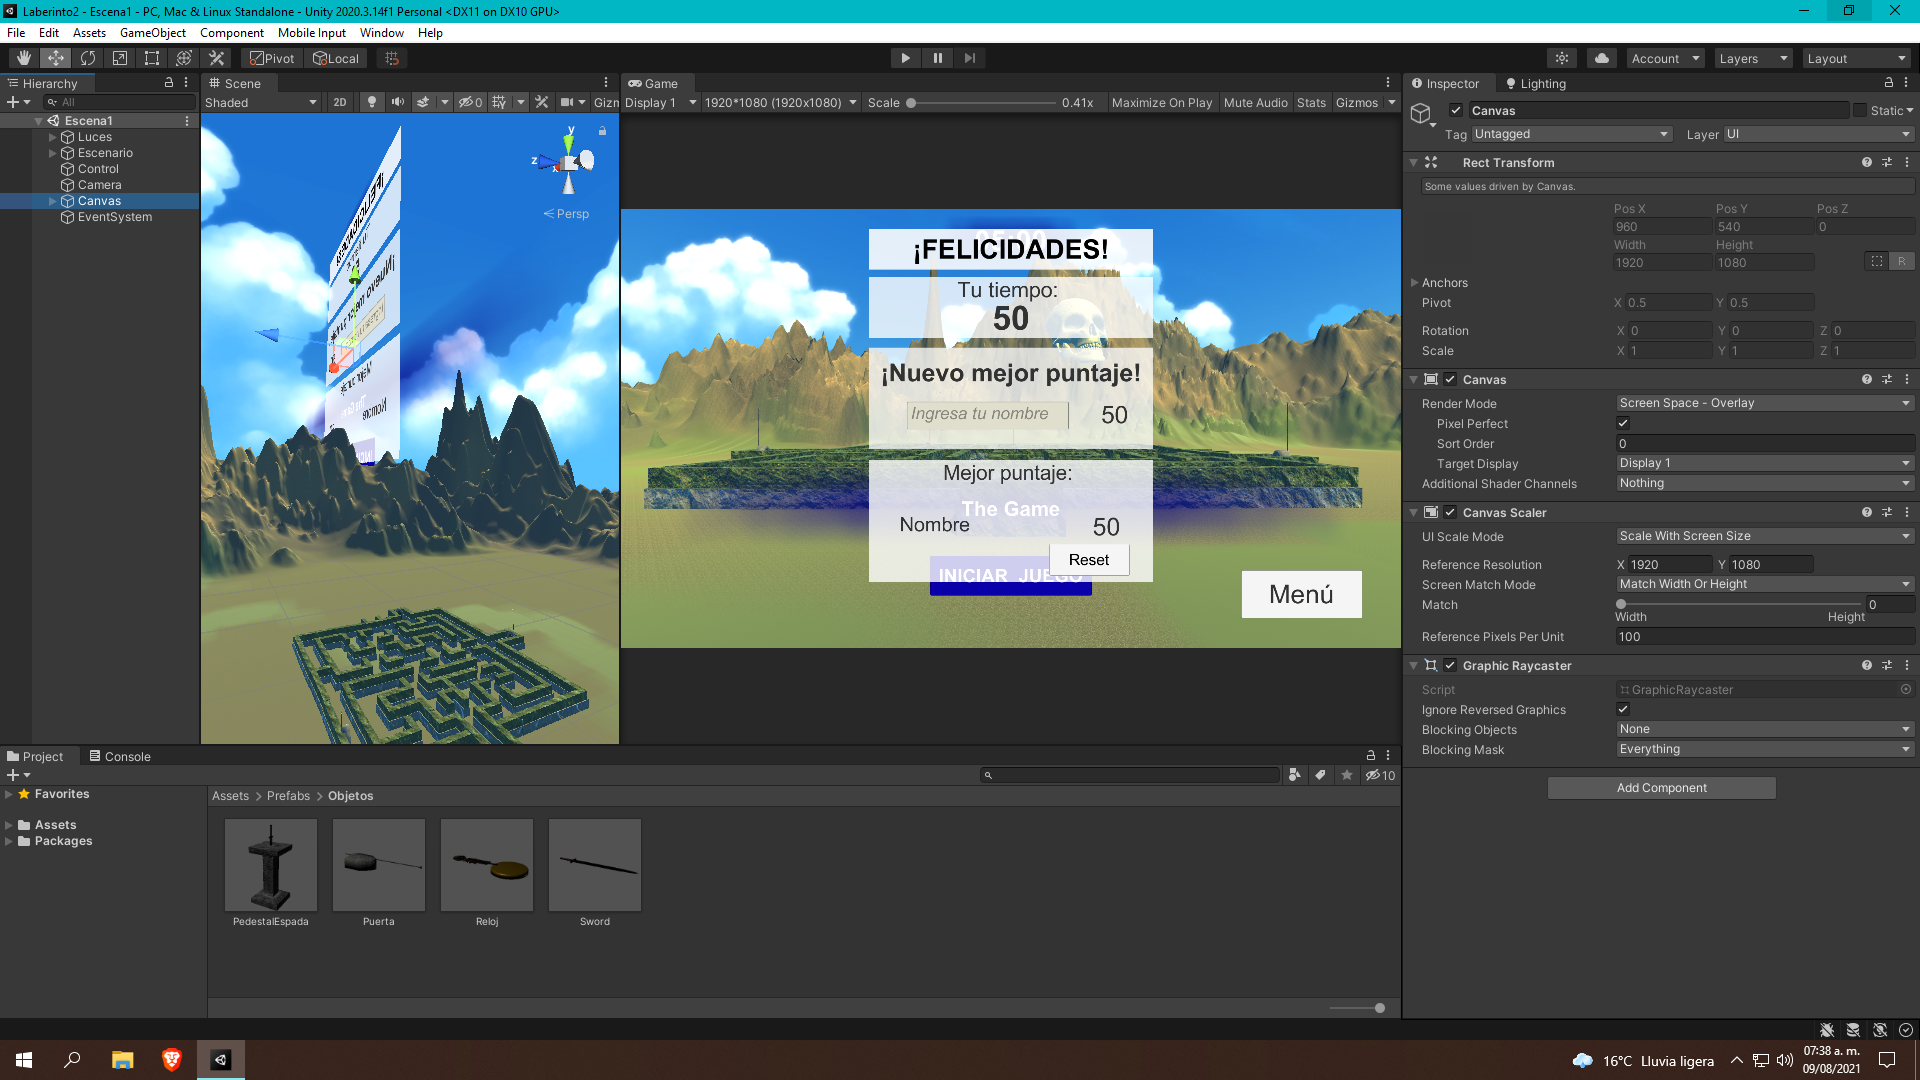 Laberinto2 - Escena1 - PC, Mac & Linux Standalone - Unity 2020.3.14f1 Personal <DX11 on DX10 GPU>
File Edit Assets GameObject Component Mobile Input Window Help
Pivot Local Account Layers Layout
Hierarchy
All
Escena1
Luces
Escenario
Control
Camera
Canvas
EventSystem
Scene
Shaded 2D 0 Gizn
y
z
x
Persp
¡FELICIDADES!
Game
Display 1 1920*1080 (1920x1080) Scale 0.41x Maximize On Play Mute Audio Stats Gizmos
¡FELICIDADES!
Tu tiempo:
50
¡Nuevo mejor puntaje!
Ingresa tu nombre 50
Mejor puntaje:
The Game
Nombre 50
Reset
INICIAR JUEGO
Menú
Inspector Lighting
Canvas Static
Tag Untagged Layer UI
Rect Transform
Some values driven by Canvas.
Pos X Pos Y Pos Z
960 540 0
Width Height
1920 1080 R
Anchors
Pivot X 0.5 Y 0.5
Rotation X 0 Y 0 Z 0
Scale X 1 Y 1 Z 1
Canvas
Render Mode Screen Space - Overlay
Pixel Perfect
Sort Order 0
Target Display Display 1
Additional Shader Channels Nothing
Canvas Scaler
UI Scale Mode Scale With Screen Size
Reference Resolution X 1920 Y 1080
Screen Match Mode Match Width Or Height
Match 0
Width Height
Reference Pixels Per Unit 100
Graphic Raycaster
Script GraphicRaycaster
Ignore Reversed Graphics
Blocking Objects None
Blocking Mask Everything
Add Component
Project Console
10
Favorites
Assets
Packages
Assets > Prefabs > Objetos
PedestalEspada Puerta Reloj Sword
16°C Lluvia ligera
07:38 a. m.
09/08/2021